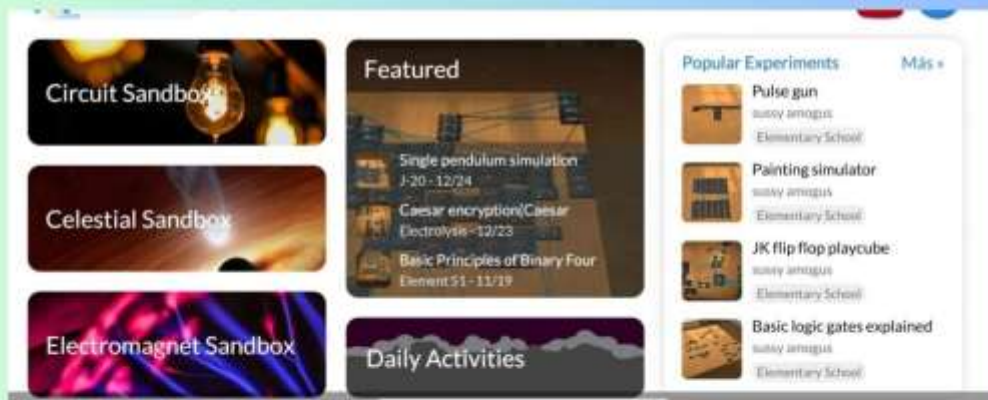 Circuit Sandbox
Celestial Sandbox
Electromagnet Sandbox
Featured
Single pendulum simulation
J-20 - 12/24
Caesar encryption(Caesar
Electrolysis - 12/23
Basic Principles of Binary Four
Element 51 - 11/19
Daily Activities
Popular Experiments Más »
Pulse gun
sussy amogus
Elementary School
Painting simulator
sussy amogus
Elementary School
JK flip flop playcube
sussy amogus
Elementary School
Basic logic gates explained
sussy amogus
Elementary School